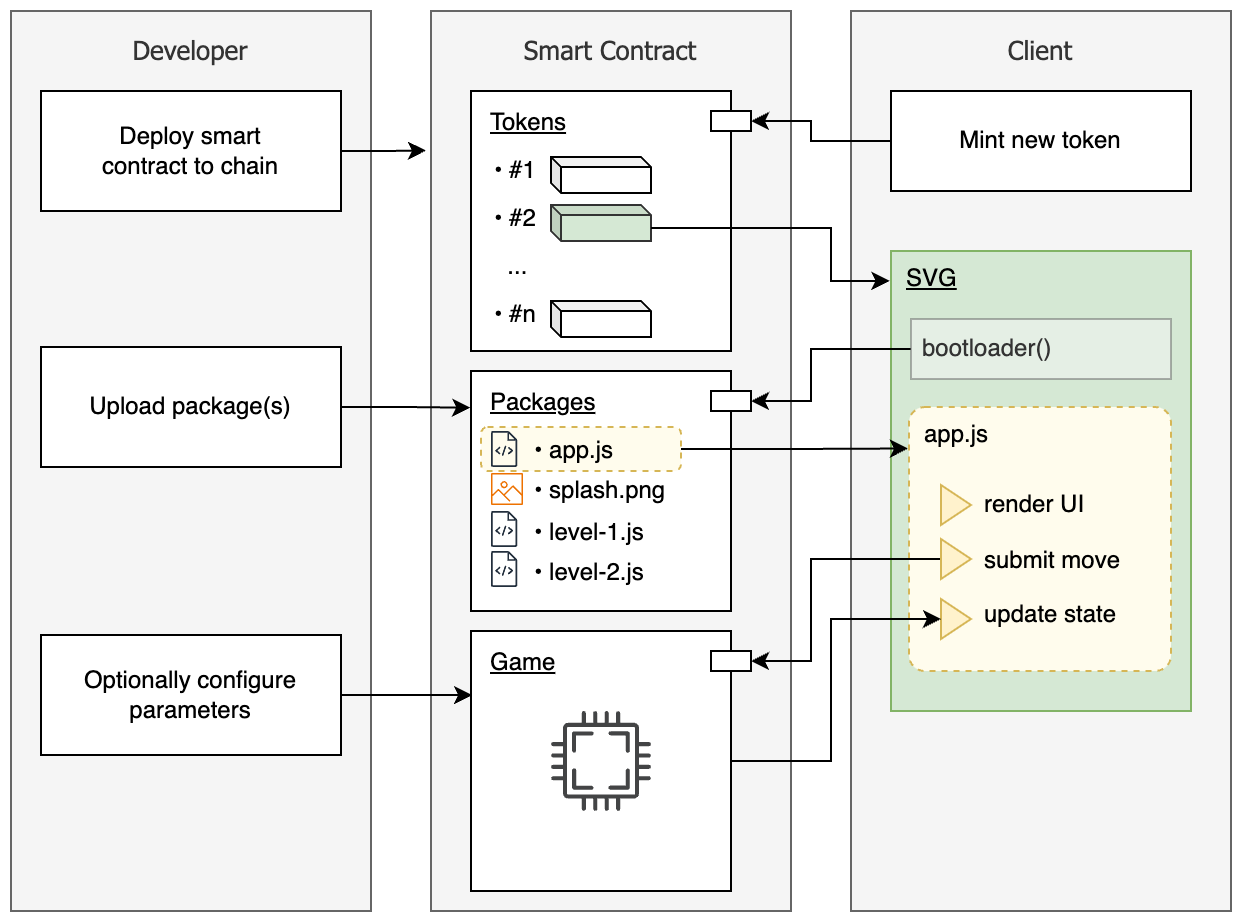 Developer
Deploy smart
contract to chain
Upload package(s)
Optionally configure
parameters
Smart Contract
Tokens
• #1
• #2
...
• #n
Packages
</> • app.js
• splash.png
</> • level-1.js
</> • level-2.js
Game
Client
Mint new token
SVG
bootloader()
app.js
render UI
submit move
update state